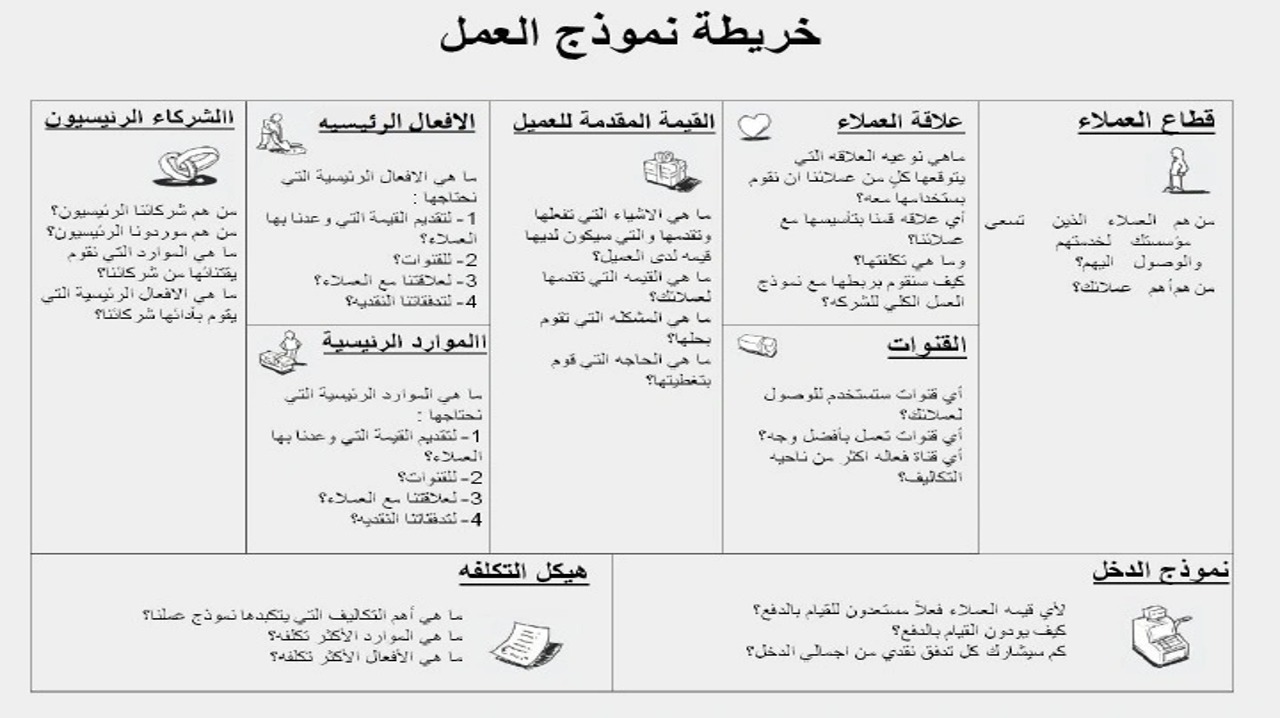 خريطة نموذج العمل
قطاع العملاء
من هم العملاء الذين تسعى
مؤسستك لخدمتهم
والوصول اليهم؟
من هم أهم عملائك؟
علاقة العملاء
ماهي نوعيه العلاقه التي
يتوقعها كل من عملائنا ان نقوم
بستخدامها معه؟
أي علاقه قمنا بتأسيسها مع
عملائنا؟
وما هي تكلفتها؟
كيف سنقوم بربطها مع نموذج
العمل الكلي للشركه؟
القنوات
أي قنوات ستستخدم للوصول
لعملائك؟
أي قنوات تعمل بأفضل وجه؟
أي قناة فعاله اكثر من ناحيه
التكاليف؟
القيمة المقدمة للعميل
ما هي الاشياء التي تفعلها
وتقدمها والتي سيكون لديها
قيمه لدى العميل؟
ما هي القيمه التي تقدمها
لعملائك؟
ما هي المشكله التي تقوم
بحلها؟
ما هي الحاجه التي قوم
بتغطيتها؟
الافعال الرئيسيه
ما هي الافعال الرئيسية التي
نحتاجها :
1- لتقديم القيمة التي وعدنا بها
العملاء؟
2- للقنوات؟
3- لعلاقتنا مع العملاء؟
4- لتدفقاتنا النقديه؟
االموارد الرئيسية
ما هي الموارد الرئيسية التي
نحتاجها :
1- لتقديم القيمة التي وعدنا بها
العملاء؟
2- للقنوات؟
3- لعلاقتنا مع العملاء؟
4- لتدفقاتنا النقديه؟
االشركاء الرئيسيون
من هم شركائنا الرئيسيون؟
من هم موردونا الرئيسيون؟
ما هي الموارد التي نقوم
يقتنائها من شركائنا؟
ما هي الافعال الرئيسية التي
يقوم بأدائها شركائنا؟
نموذج الدخل
لأي قيمه العملاء فعلاً مستعدون للقيام بالدفع؟
كيف يودون القيام بالدفع؟
كم سيشارك كل تدفق نقدي من اجمالي الدخل؟
هيكل التكلفه
ما هي أهم التكاليف التي يتكبدها نموذج عملنا؟
ما هي الموارد الأكثر تكلفه؟
ما هي الأفعال الأكثر تكلفه؟